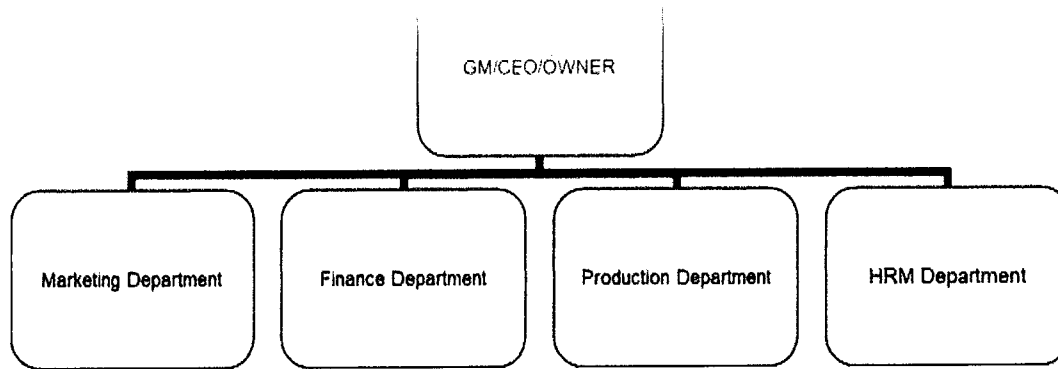 GM/CEO/OWNER
Marketing Department
Finance Department
Production Department
HRM Department